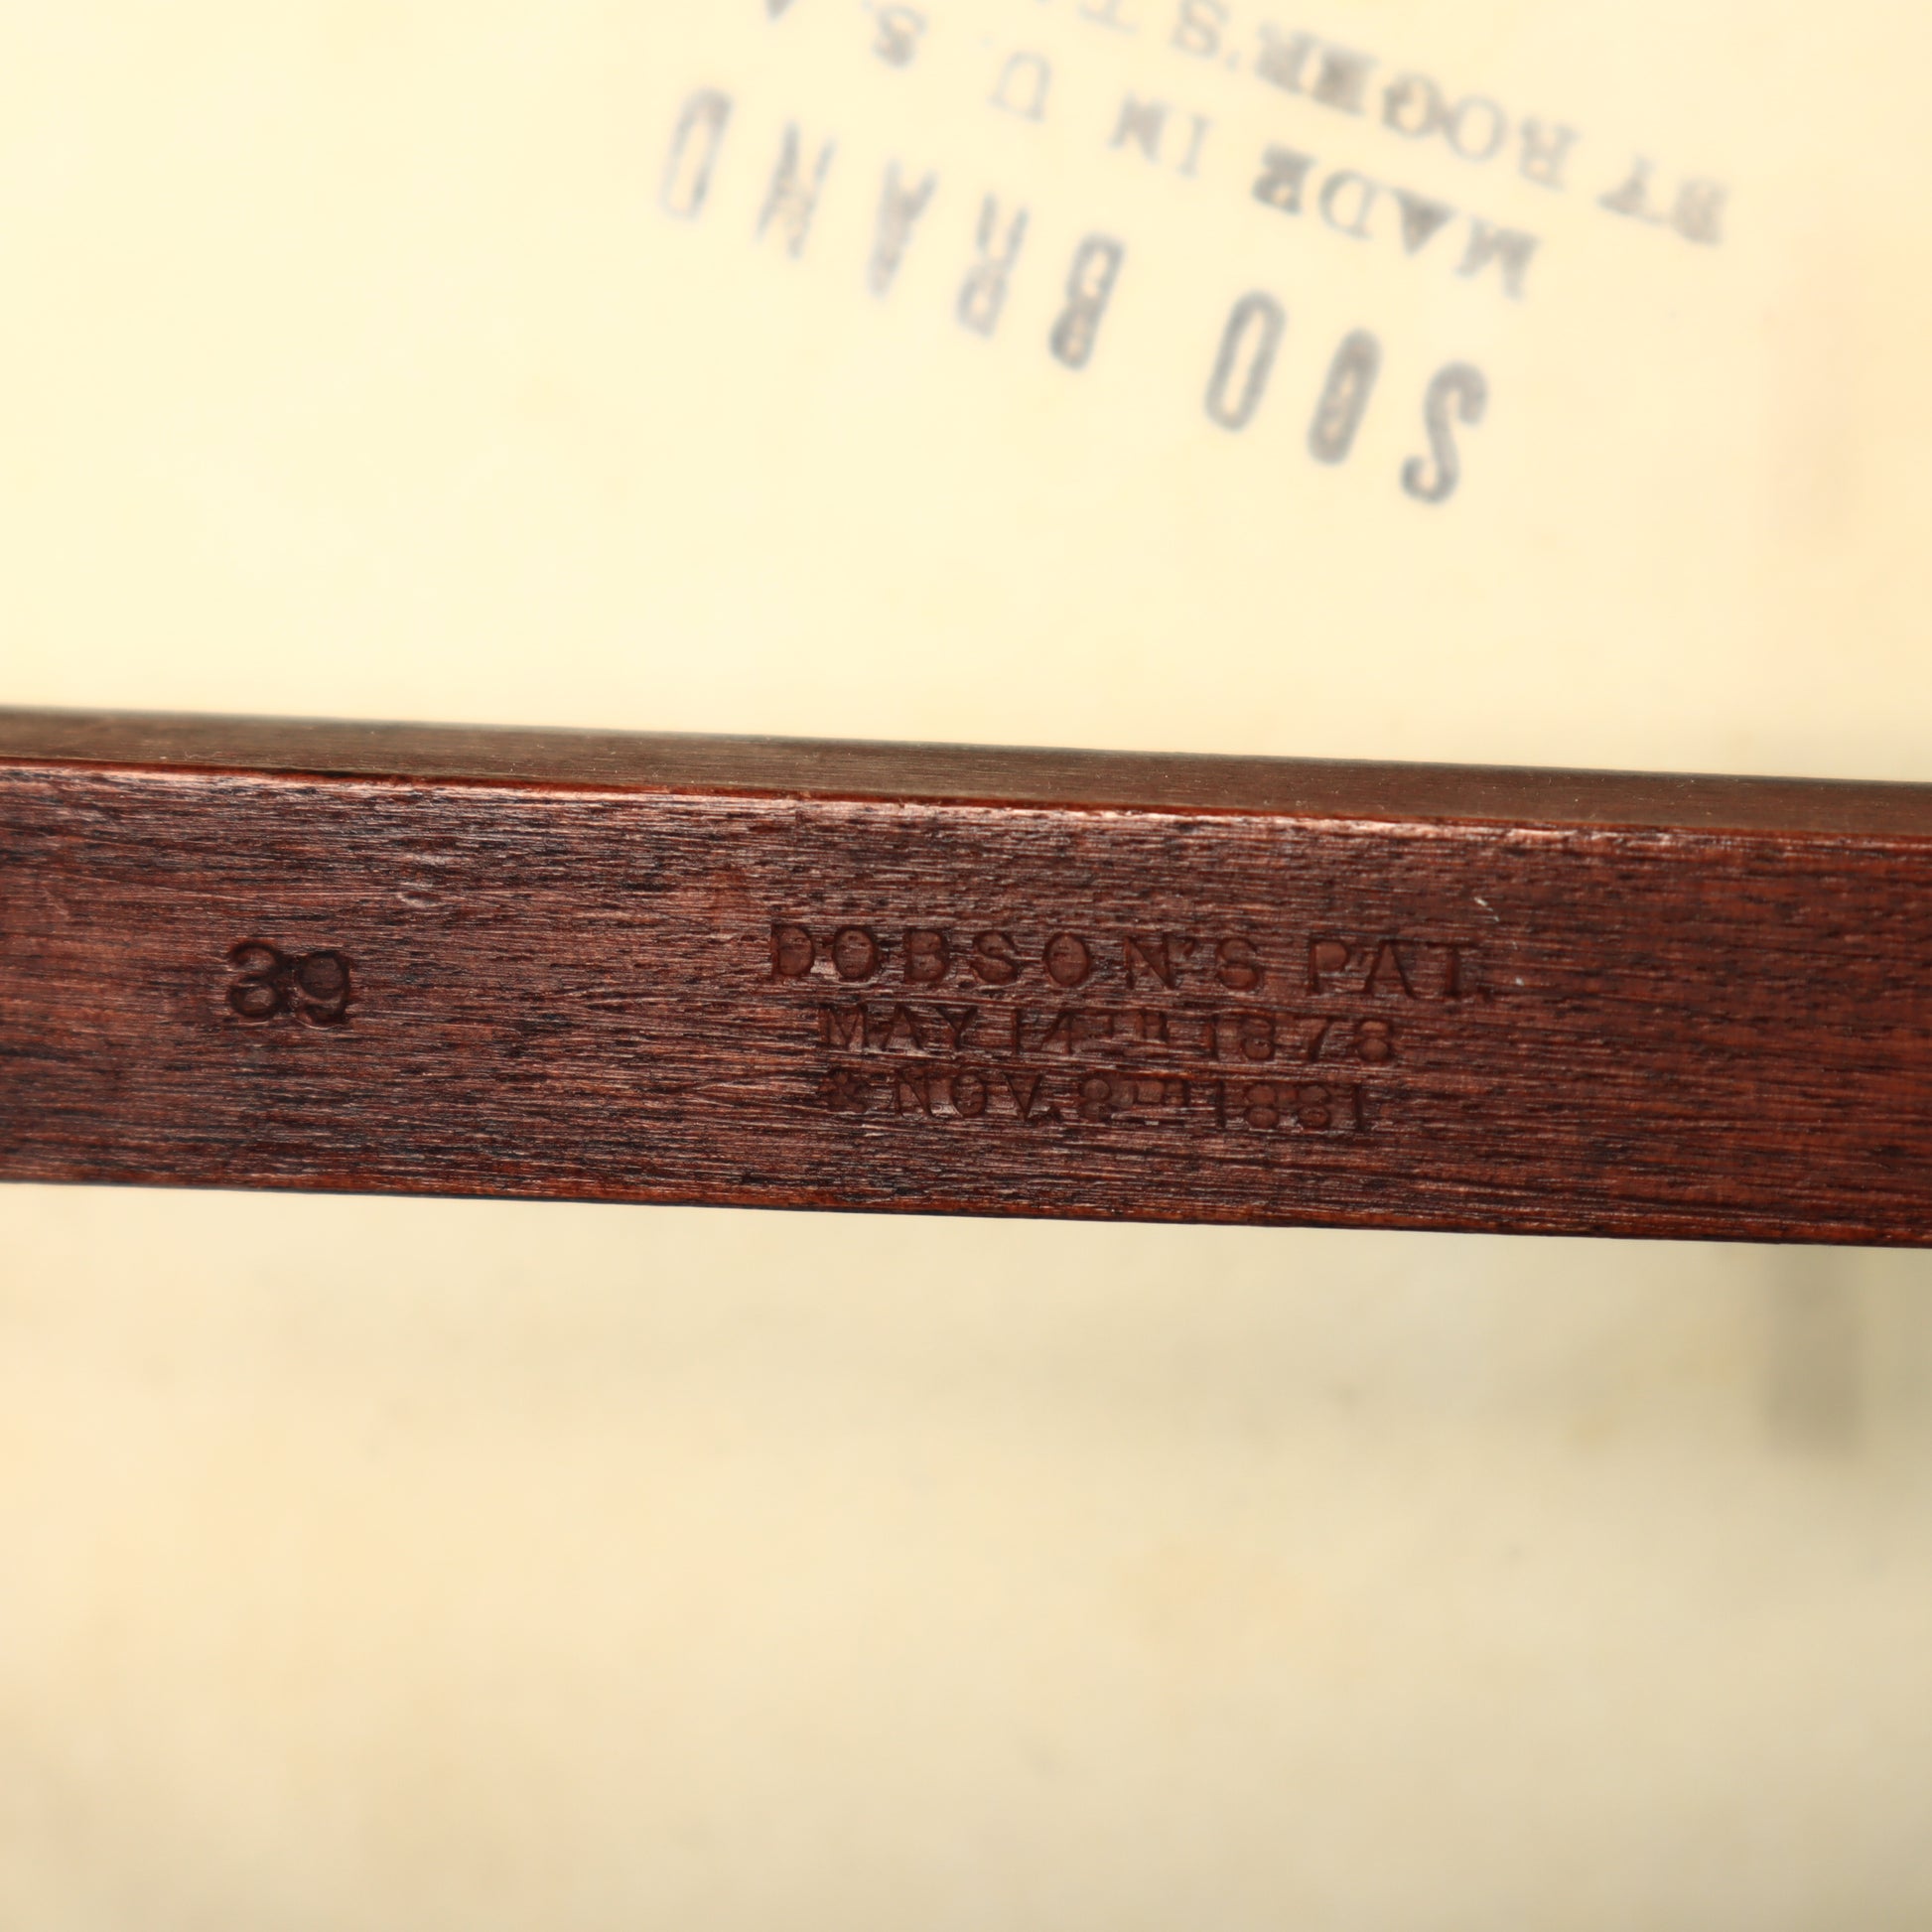 39
DOBSON'S PAT.
MAY 14TH 1878
& NOV. 8TH 1881
SOO BRAND
MADE IN U.S.A
BY ROGER'S